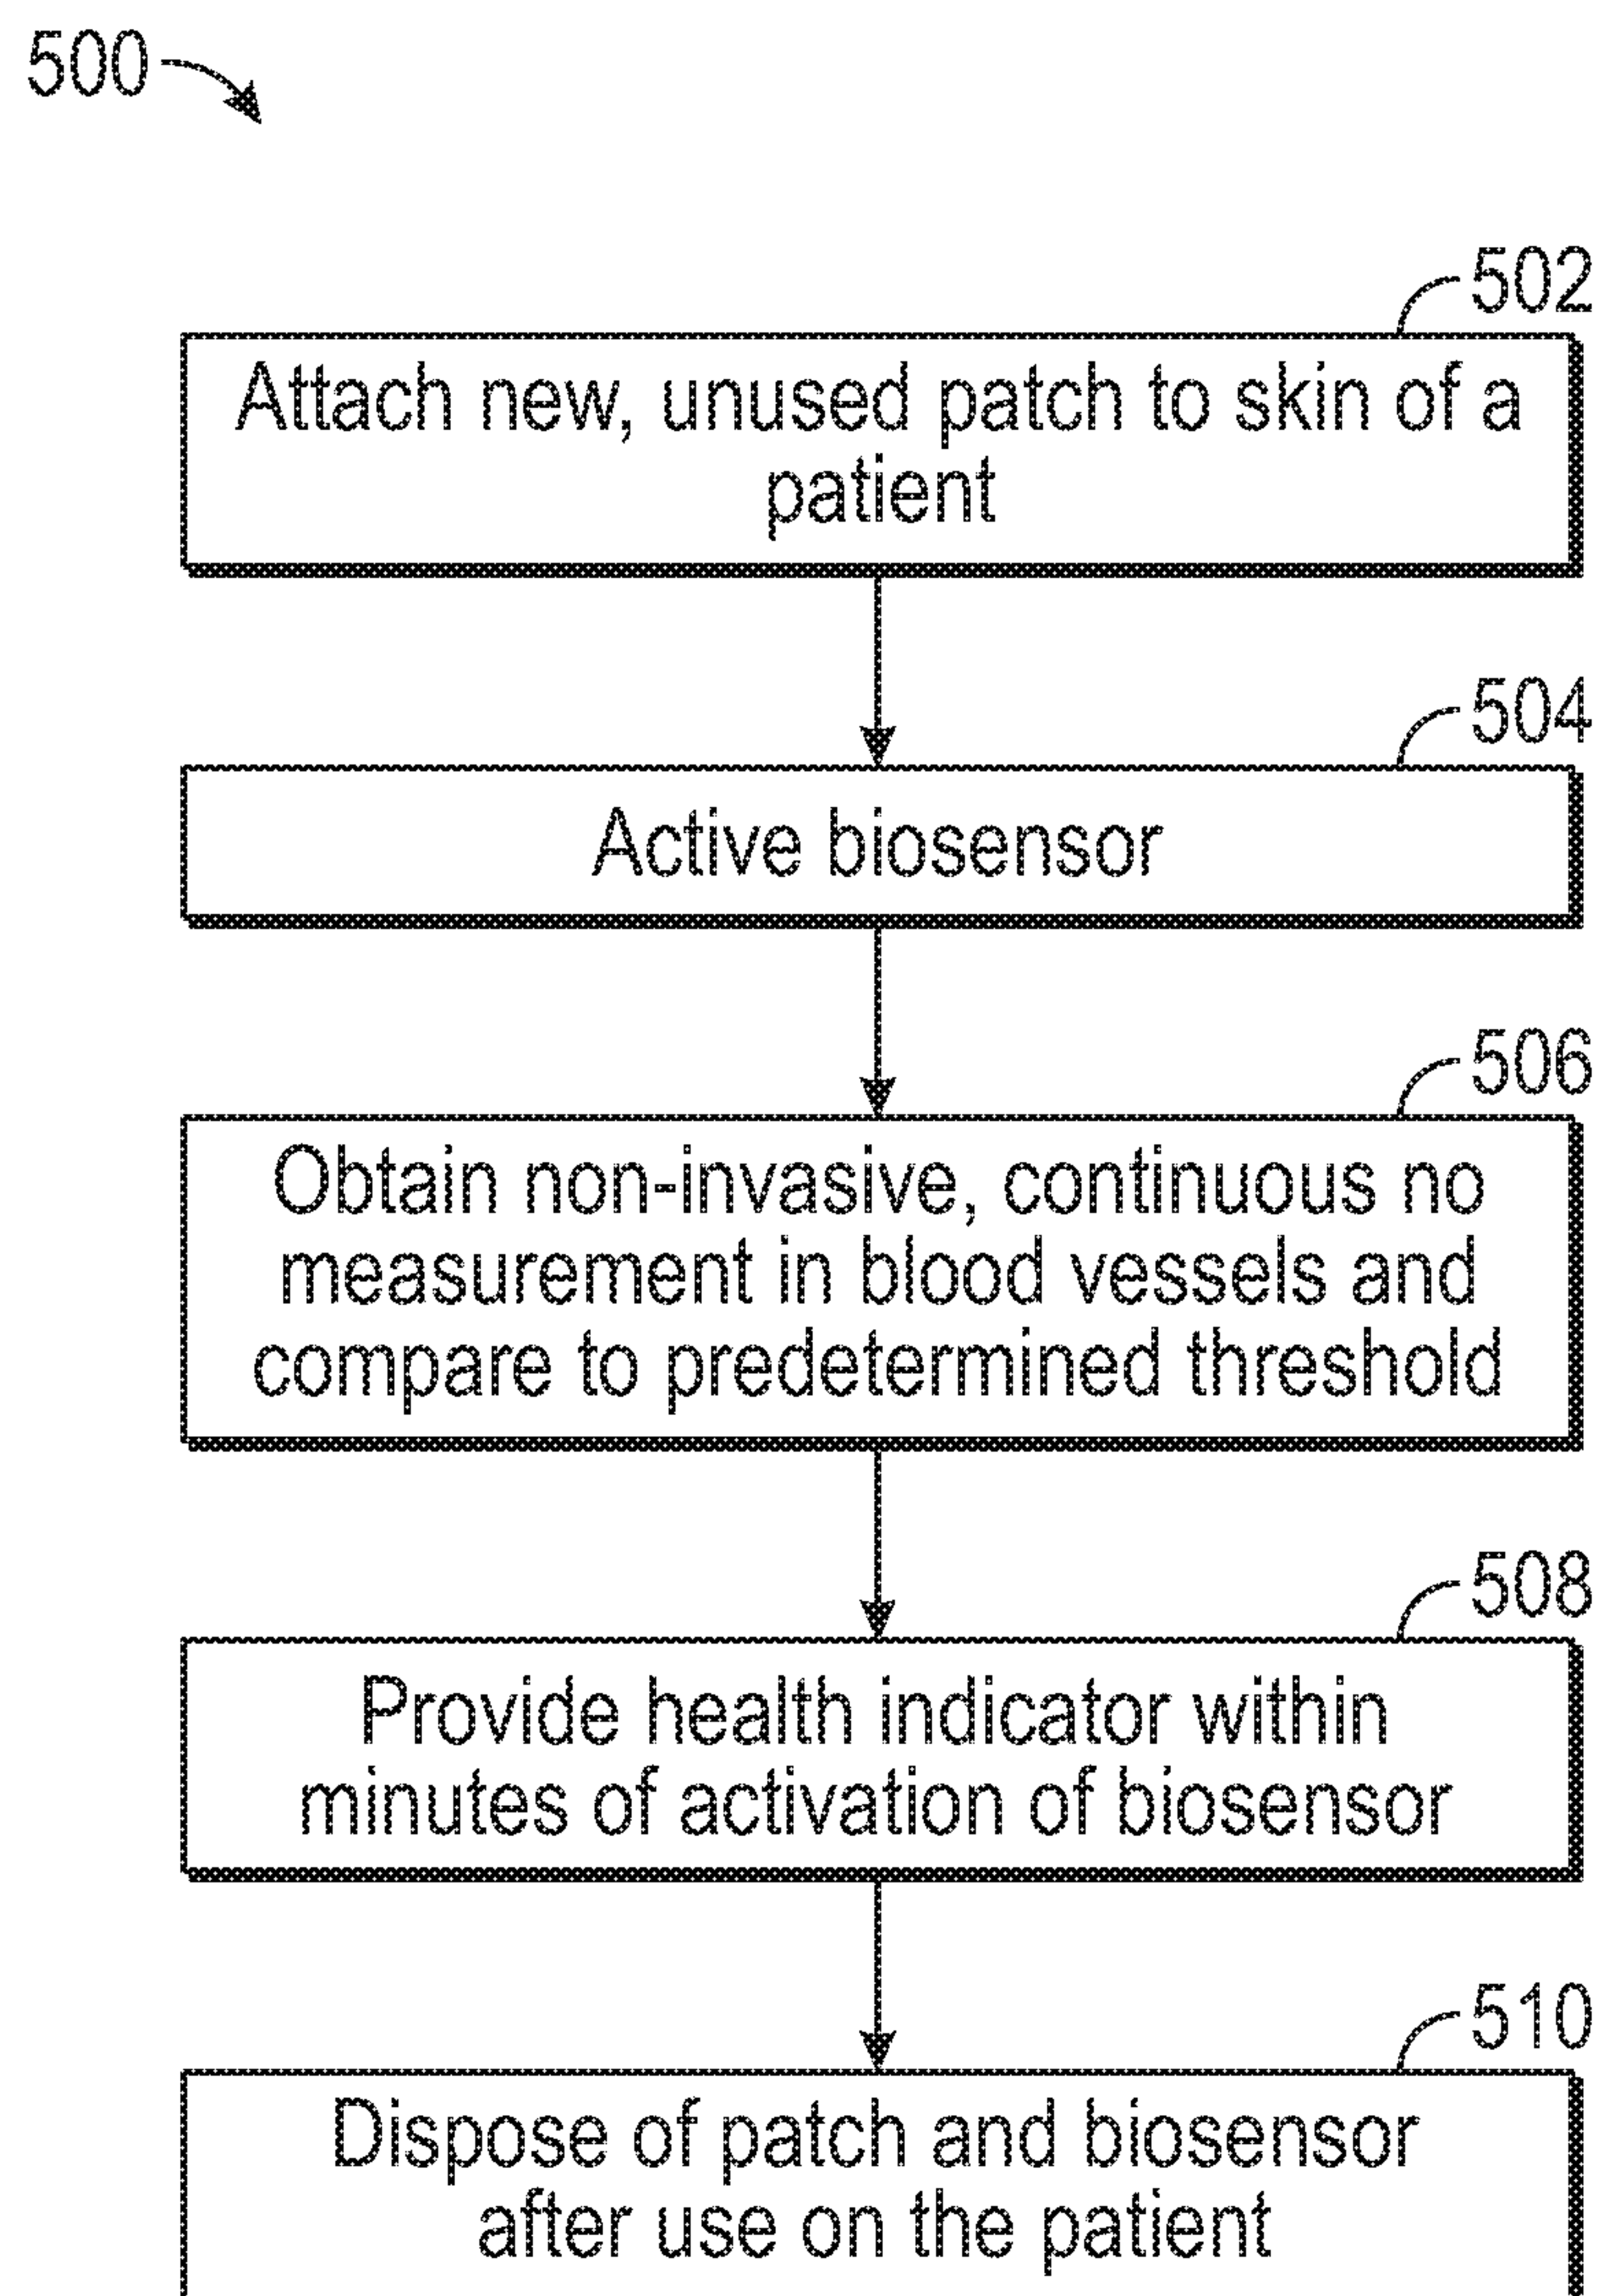 500
502
Attach new, unused patch to skin of a
patient
504
Active biosensor
506
Obtain non-invasive, continuous no
measurement in blood vessels and
compare to predetermined threshold
508
Provide health indicator within
minutes of activation of biosensor
510
Dispose of patch and biosensor
after use on the patient